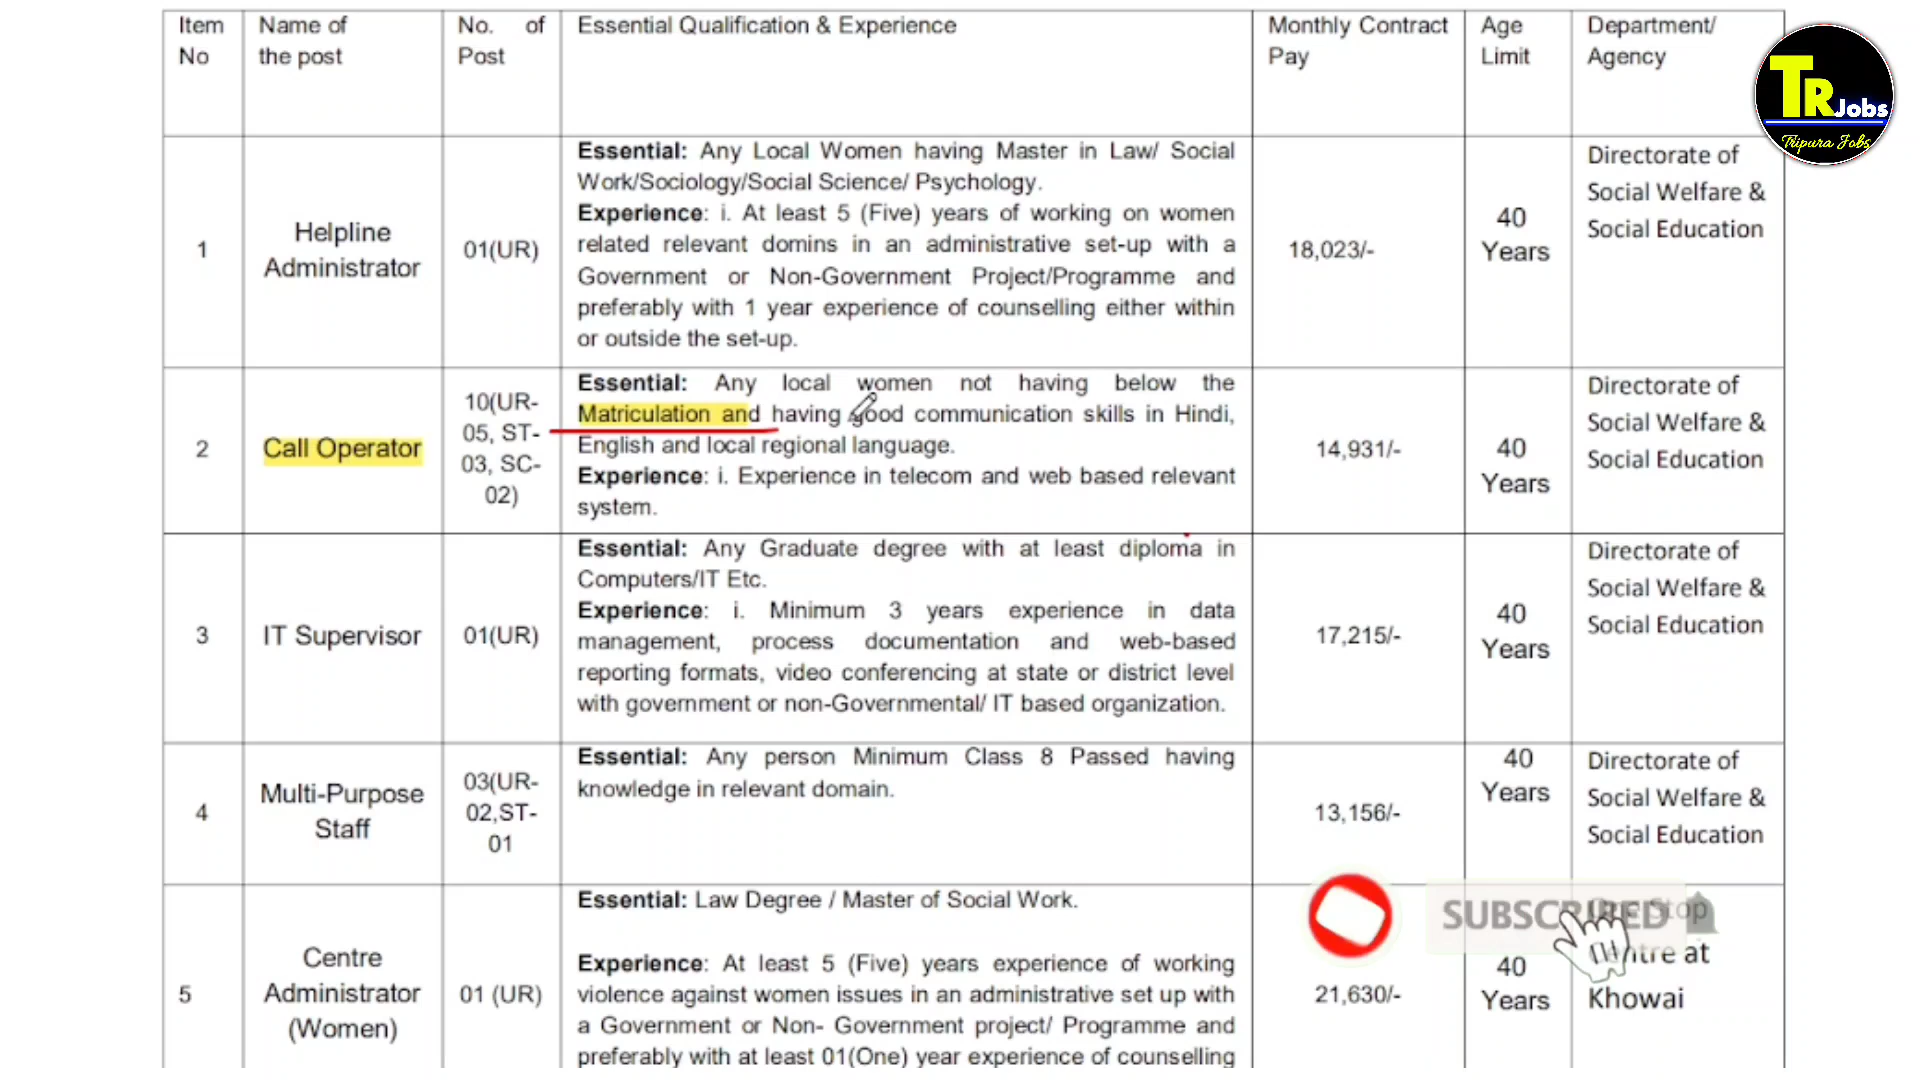 Item No
Name of the post
No. of Post
Essential Qualification & Experience
Monthly Contract Pay
Age Limit
Department/ Agency
TR Jobs
Tripura Jobs
1
Helpline Administrator
01(UR)
Essential: Any Local Women having Master in Law/ Social
Work/Sociology/Social Science/ Psychology.
Experience: i. At least 5 (Five) years of working on women
related relevant domins in an administrative set-up with a
Government or Non-Government Project/Programme and
preferably with 1 year experience of counselling either within
or outside the set-up.
18,023/-
40 Years
Directorate of
Social Welfare &
Social Education
2
Call Operator
10(UR-
05, ST-
03, SC-
02)
Essential: Any local women not having below the
Matriculation and having good communication skills in Hindi,
English and local regional language.
Experience: i. Experience in telecom and web based relevant
system.
14,931/-
40 Years
Directorate of
Social Welfare &
Social Education
3
IT Supervisor
01(UR)
Essential: Any Graduate degree with at least diploma in
Computers/IT Etc.
Experience: i. Minimum 3 years experience in data
management, process documentation and web-based
reporting formats, video conferencing at state or district level
with government or non-Governmental/ IT based organization.
17,215/-
40 Years
Directorate of
Social Welfare &
Social Education
4
Multi-Purpose
Staff
03(UR-
02,ST-
01
Essential: Any person Minimum Class 8 Passed having
knowledge in relevant domain.
13,156/-
40
Years
Directorate of
Social Welfare &
Social Education
5
Centre
Administrator
(Women)
01 (UR)
Essential: Law Degree / Master of Social Work.
Experience: At least 5 (Five) years experience of working
violence against women issues in an administrative set up with
a Government or Non- Government project/ Programme and
preferably with at least 01(One) year experience of counselling
21,630/-
40
Years
SUBSCRIBED
Stop
at
Khowai